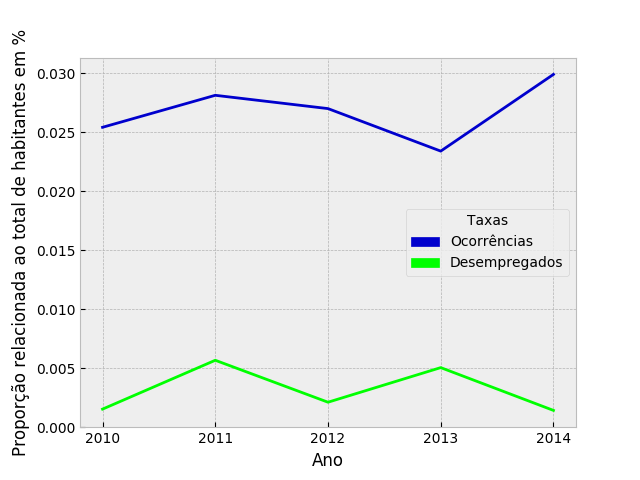 Proporção relacionada ao total de habitantes em %
0.030
0.025
0.020
0.015
0.010
0.005
0.000
Taxas
Ocorrências
Desempregados
2010 2011 2012 2013 2014
Ano